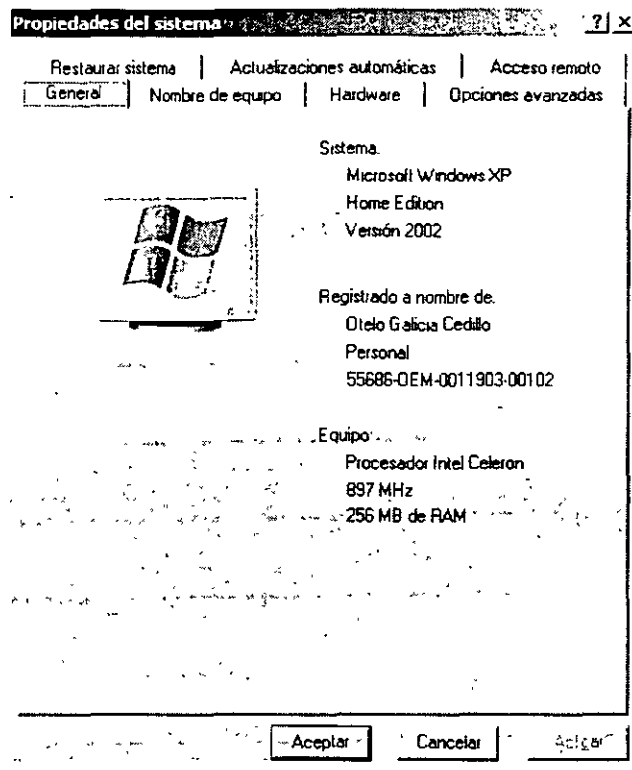 Propiedades del sistema
? ×
Restaurar sistema | Actualizaciones automáticas | Acceso remoto
General | Nombre de equipo | Hardware | Opciones avanzadas
Sistema:
Microsoft Windows XP
Home Edition
Versión 2002
Registrado a nombre de:
Otelo Galicia Cedillo
Personal
55686-OEM-0011903-00102
Equipo:
Procesador Intel Celeron
897 MHz
256 MB de RAM
Aceptar Cancelar Aplicar